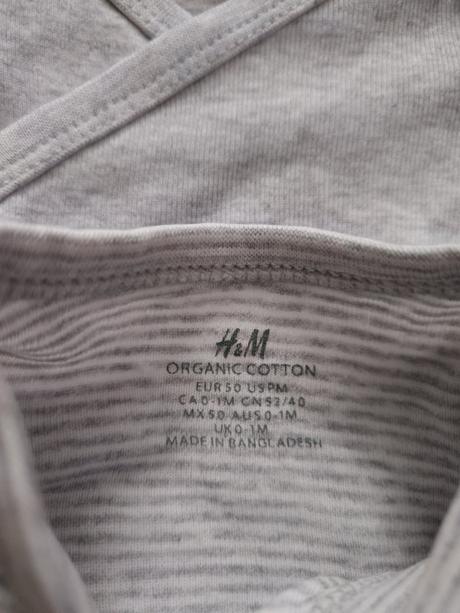 H&M
ORGANIC COTTON
EUR 50 US PM
CA 0-1M CN 52/40
MX 50 AUS 0-1M
UK 0-1M
MADE IN BANGLADESH